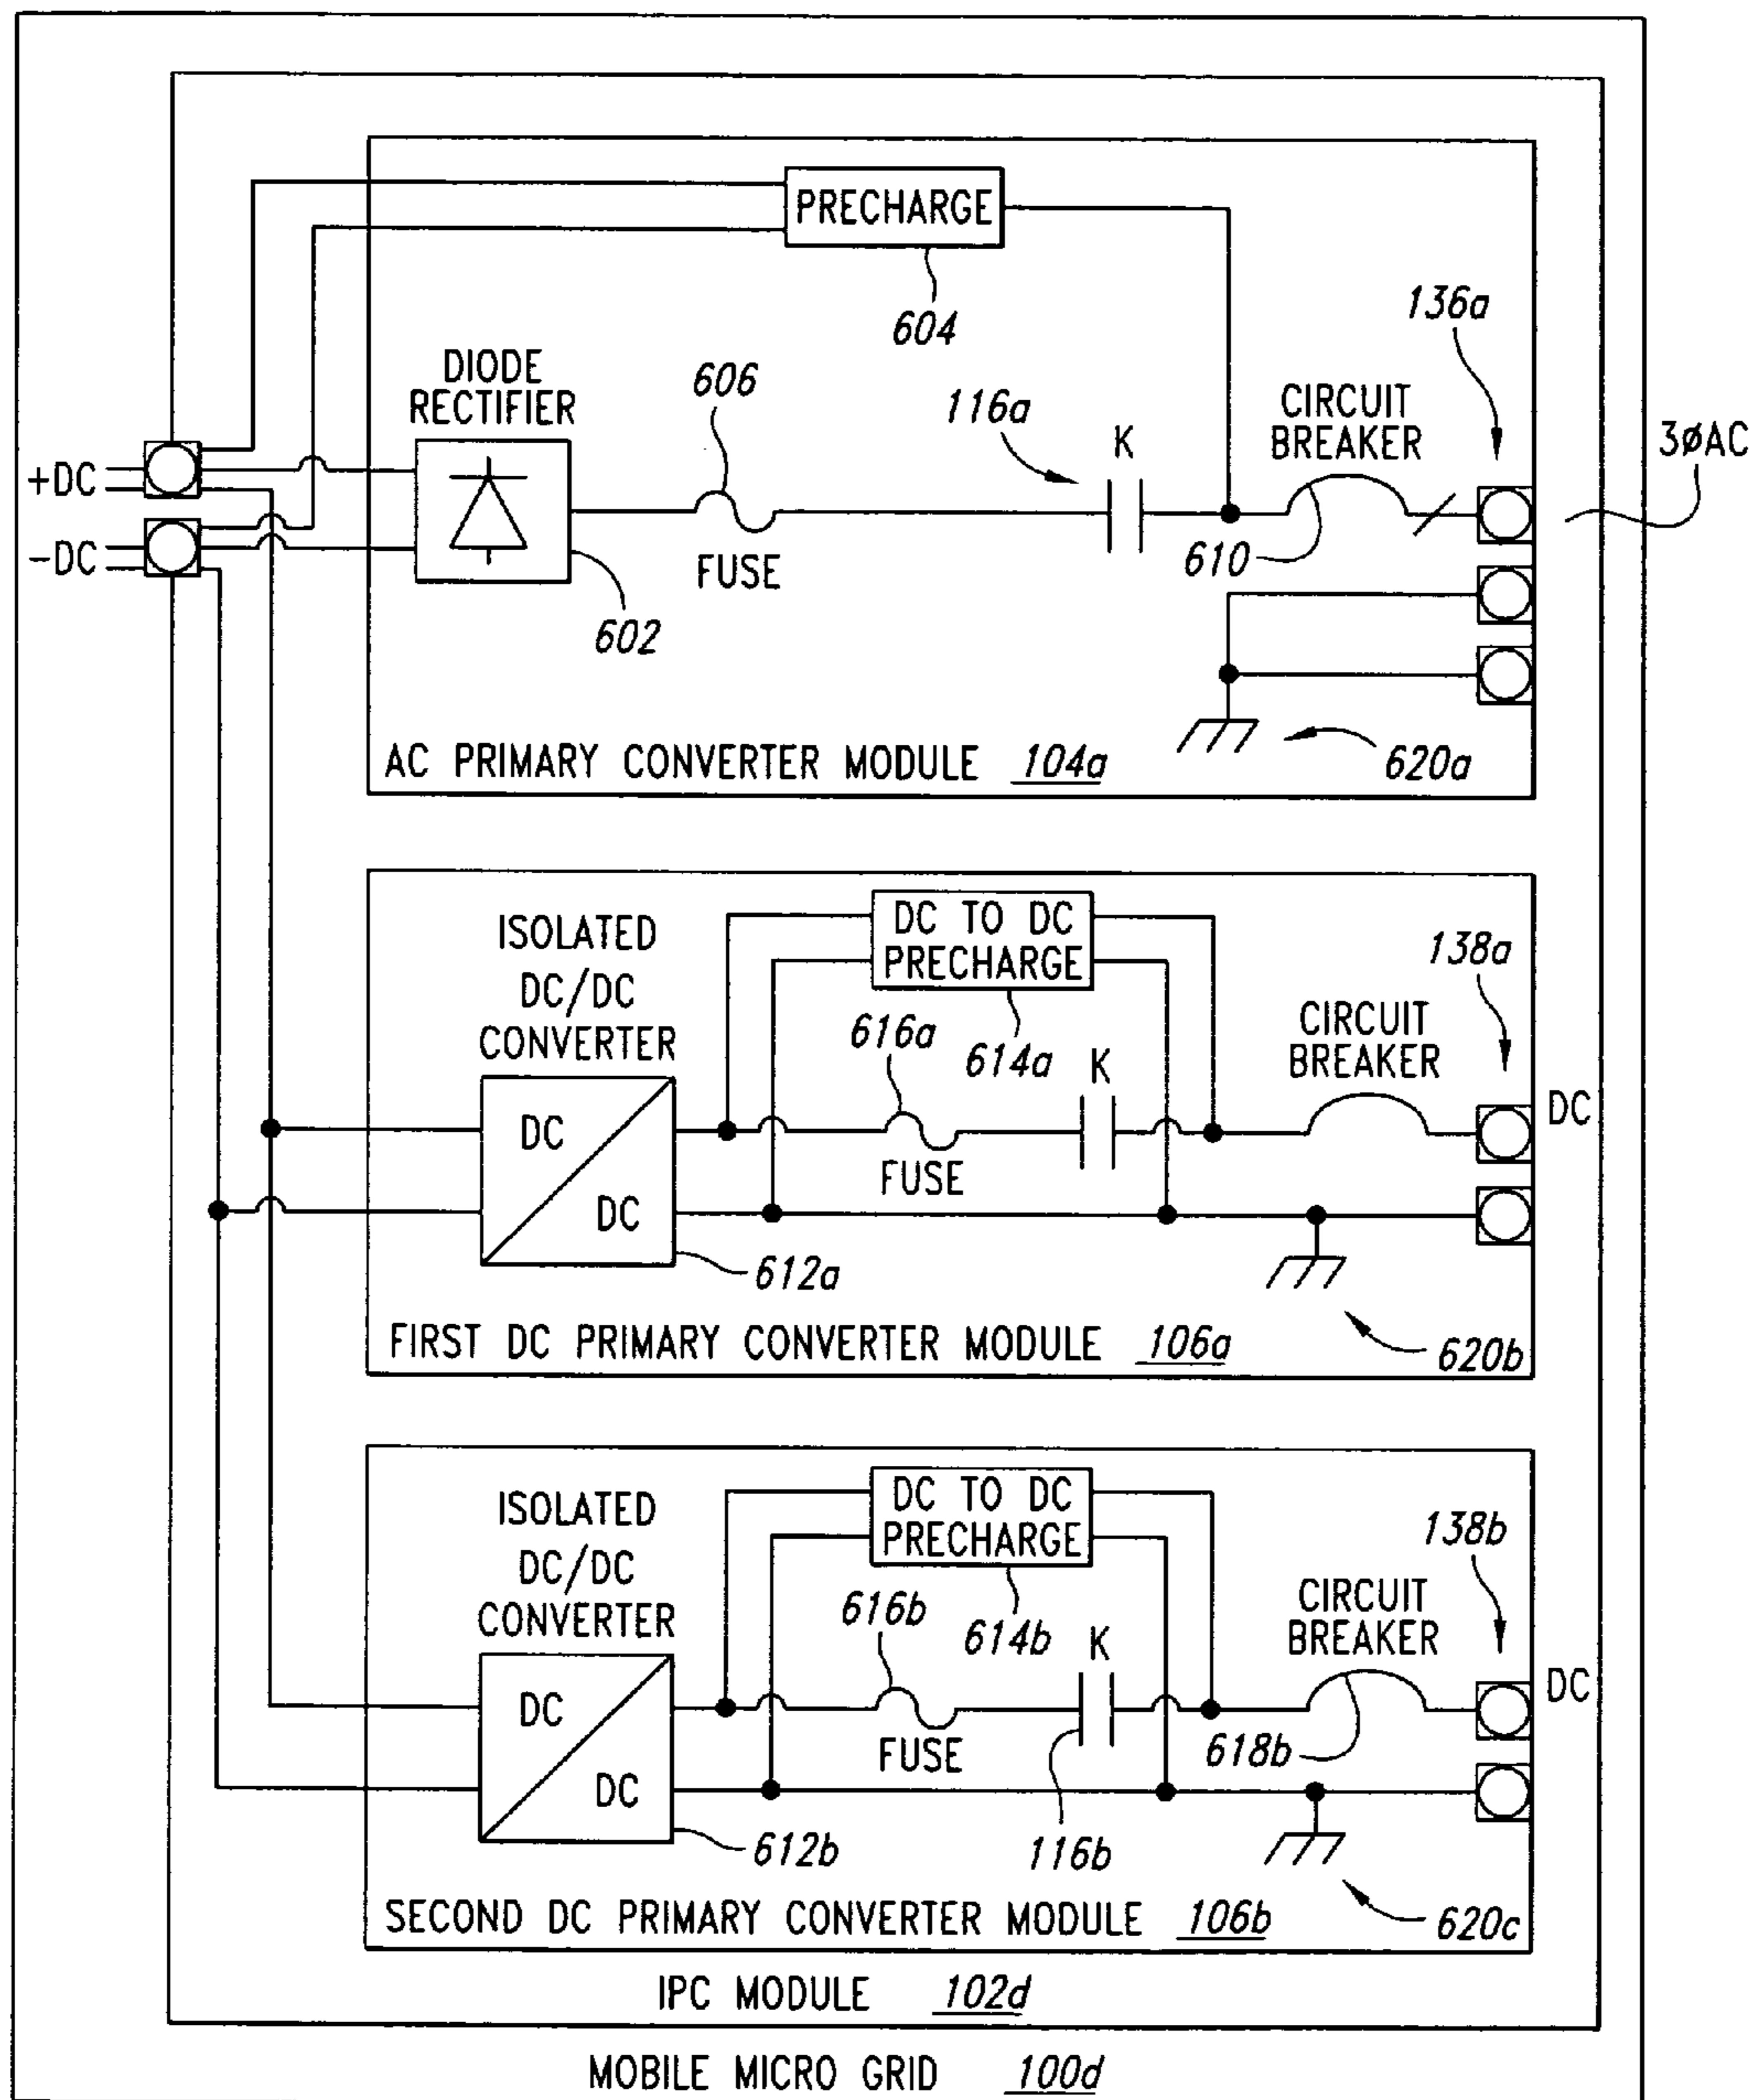 PRECHARGE
604
136a
DIODE
RECTIFIER
606
116a
K
CIRCUIT
BREAKER
3øAC
+DC
-DC
FUSE
610
602
AC PRIMARY CONVERTER MODULE 104a
620a
ISOLATED
DC/DC
CONVERTER
DC TO DC
PRECHARGE
138a
616a
614a
K
CIRCUIT
BREAKER
DC
DC
FUSE
DC
612a
FIRST DC PRIMARY CONVERTER MODULE 106a
620b
ISOLATED
DC/DC
CONVERTER
DC TO DC
PRECHARGE
138b
616b
614b
K
CIRCUIT
BREAKER
DC
DC
FUSE
618b
DC
612b
116b
SECOND DC PRIMARY CONVERTER MODULE 106b
620c
IPC MODULE 102d
MOBILE MICRO GRID 100d